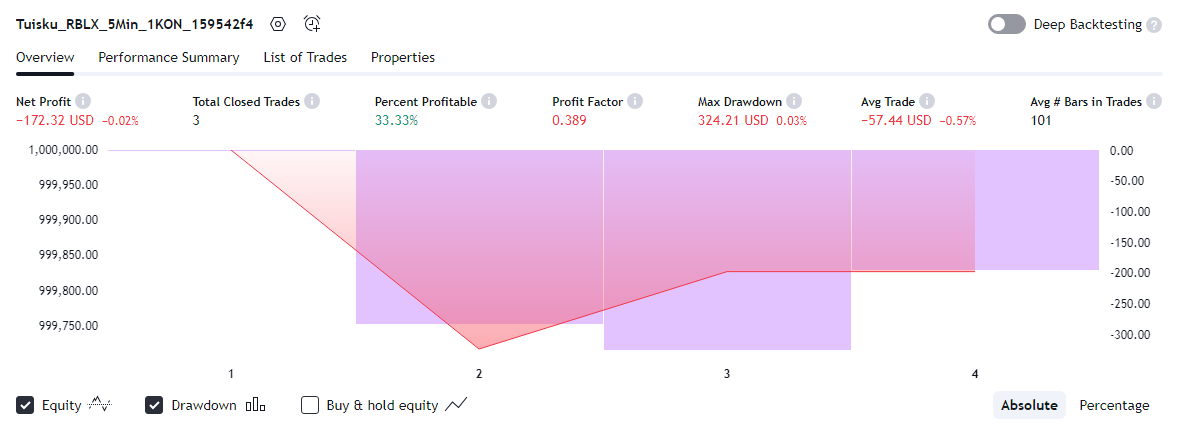 Tuisku_RBLX_5Min_1KON_159542f4 Deep Backtesting ?
Overview Performance Summary List of Trades Properties
Net Profit Total Closed Trades Percent Profitable Profit Factor Max Drawdown Avg Trade Avg # Bars in Trades
−172.32 USD −0.02% 3 33.33% 0.389 324.21 USD 0.03% −57.44 USD −0.57% 101
1,000,000.00 0.00
999,950.00 -50.00
999,900.00 -100.00
999,850.00 -150.00
999,800.00 -200.00
999,750.00 -250.00
-300.00
1 2 3 4
Equity Drawdown Buy & hold equity Absolute Percentage